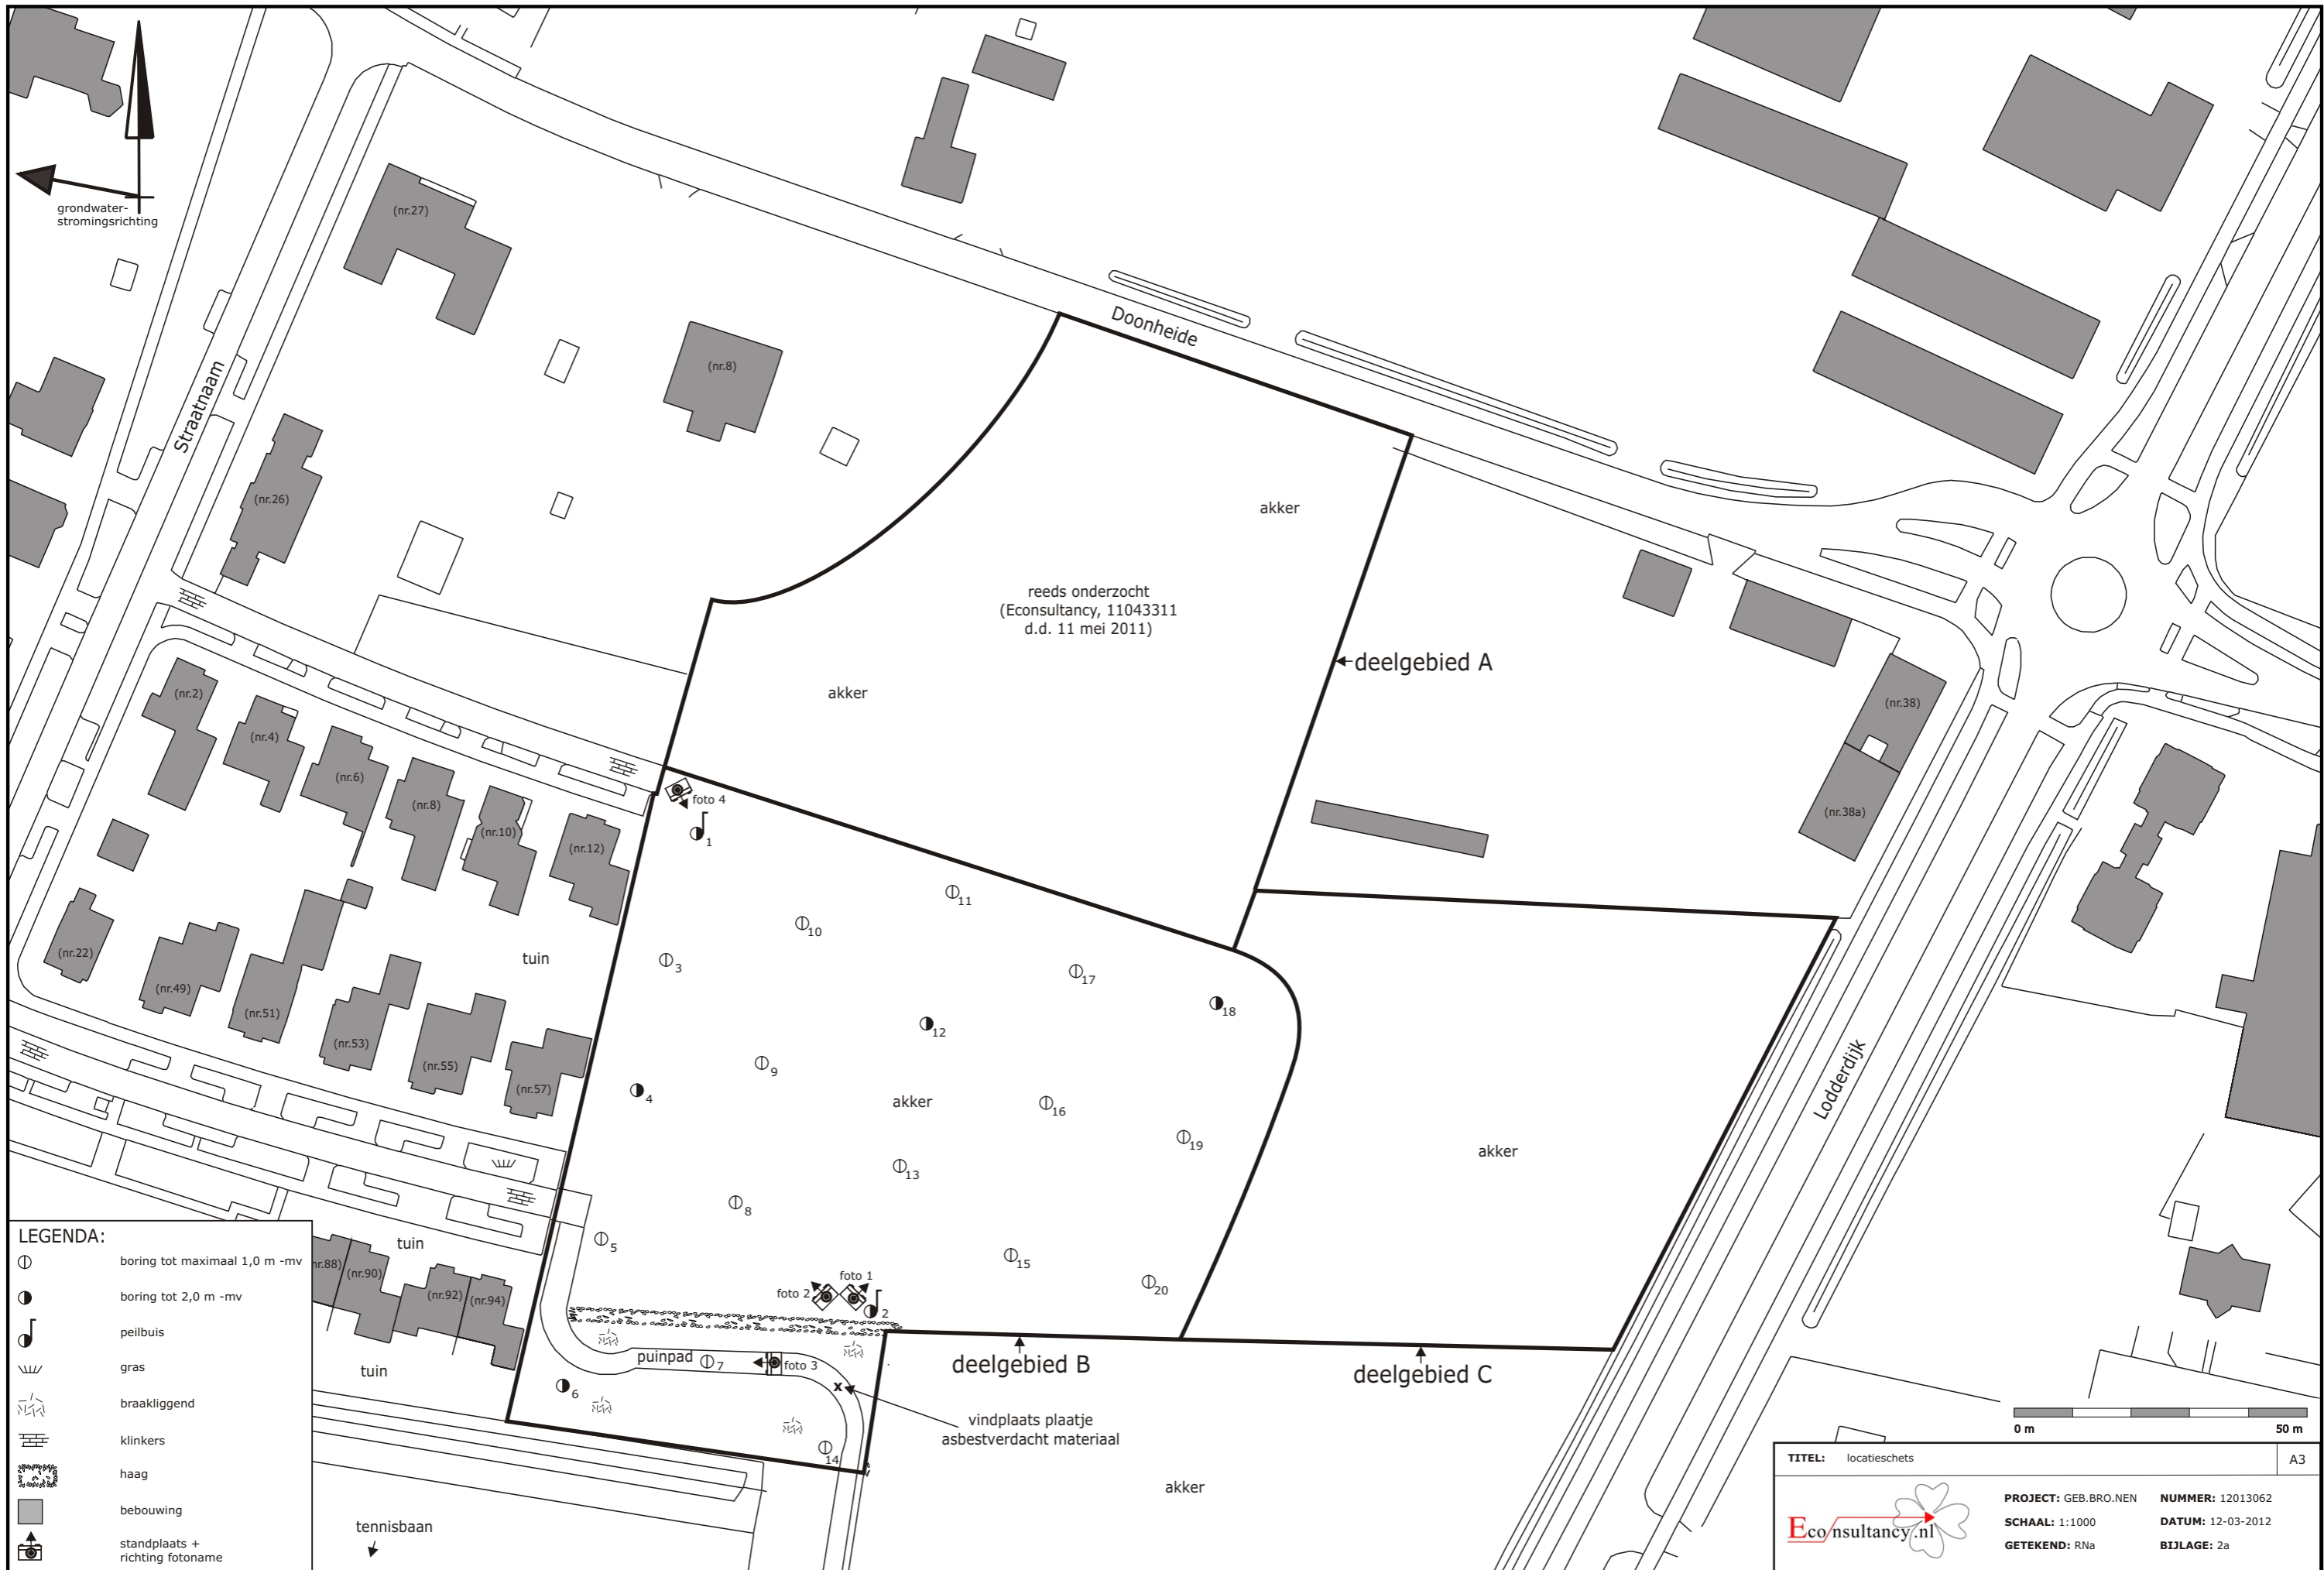 grondwater-
stromingsrichting
(nr.27)
(nr.8)
Doonheide
Straatnaam
(nr.26)
akker
reeds onderzocht
(Econsultancy, 11043311
d.d. 11 mei 2011)
deelgebied A
akker
(nr.38)
(nr.38a)
(nr.2)
(nr.4)
(nr.6)
(nr.8)
(nr.10)
(nr.12)
foto 4
1
11
10
3
tuin
17
18
12
(nr.22)
(nr.49)
(nr.51)
(nr.53)
(nr.55)
(nr.57)
9
4
akker
16
19
13
akker
Lodderdijk
8
5
15
20
foto 1
foto 2
2
tuin
nr.88)
(nr.90)
(nr.92)
(nr.94)
tuin
puinpad
7
foto 3
6
x
14
deelgebied B
deelgebied C
vindplaats plaatje
asbestverdacht materiaal
akker
tennisbaan
LEGENDA:
boring tot maximaal 1,0 m -mv
boring tot 2,0 m -mv
peilbuis
gras
braakliggend
klinkers
haag
bebouwing
standplaats +
richting fotoname
0 m 50 m
TITEL: locatieschets A3
Econsultancy.nl
PROJECT: GEB.BRO.NEN NUMMER: 12013062
SCHAAL: 1:1000 DATUM: 12-03-2012
GETEKEND: RNa BIJLAGE: 2a